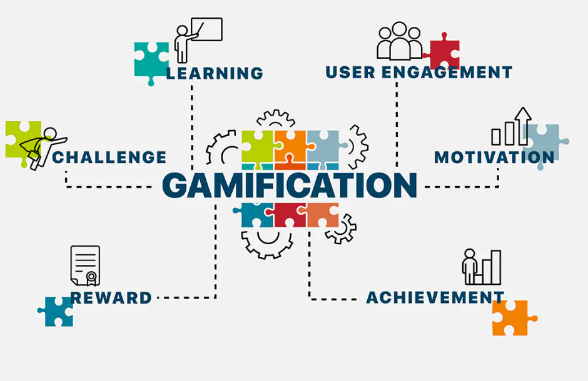 LEARNING
USER ENGAGEMENT
CHALLENGE
MOTIVATION
GAMIFICATION
REWARD
ACHIEVEMENT